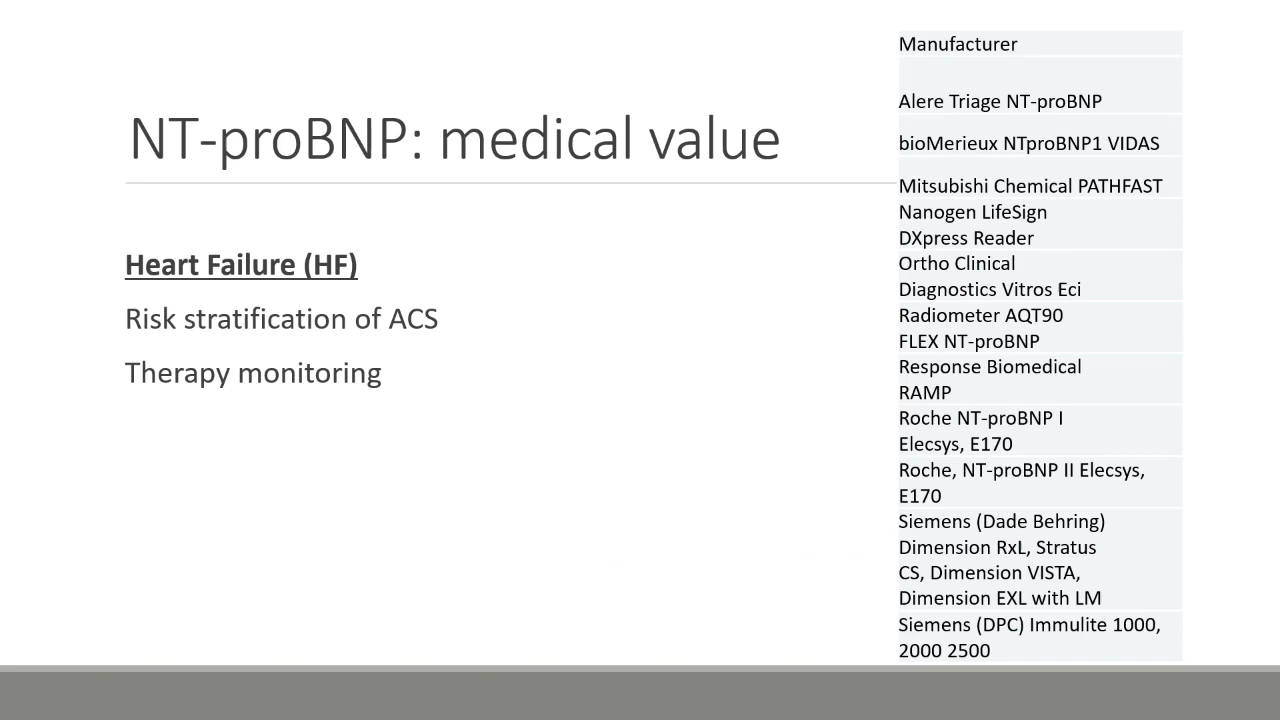 NT-proBNP: medical value
Heart Failure (HF)
Risk stratification of ACS
Therapy monitoring
Manufacturer
Alere Triage NT-proBNP
bioMerieux NTproBNP1 VIDAS
Mitsubishi Chemical PATHFAST
Nanogen LifeSign
DXpress Reader
Ortho Clinical
Diagnostics Vitros Eci
Radiometer AQT90
FLEX NT-proBNP
Response Biomedical
RAMP
Roche NT-proBNP I
Elecsys, E170
Roche, NT-proBNP II Elecsys,
E170
Siemens (Dade Behring)
Dimension RxL, Stratus
CS, Dimension VISTA,
Dimension EXL with LM
Siemens (DPC) Immulite 1000,
2000 2500